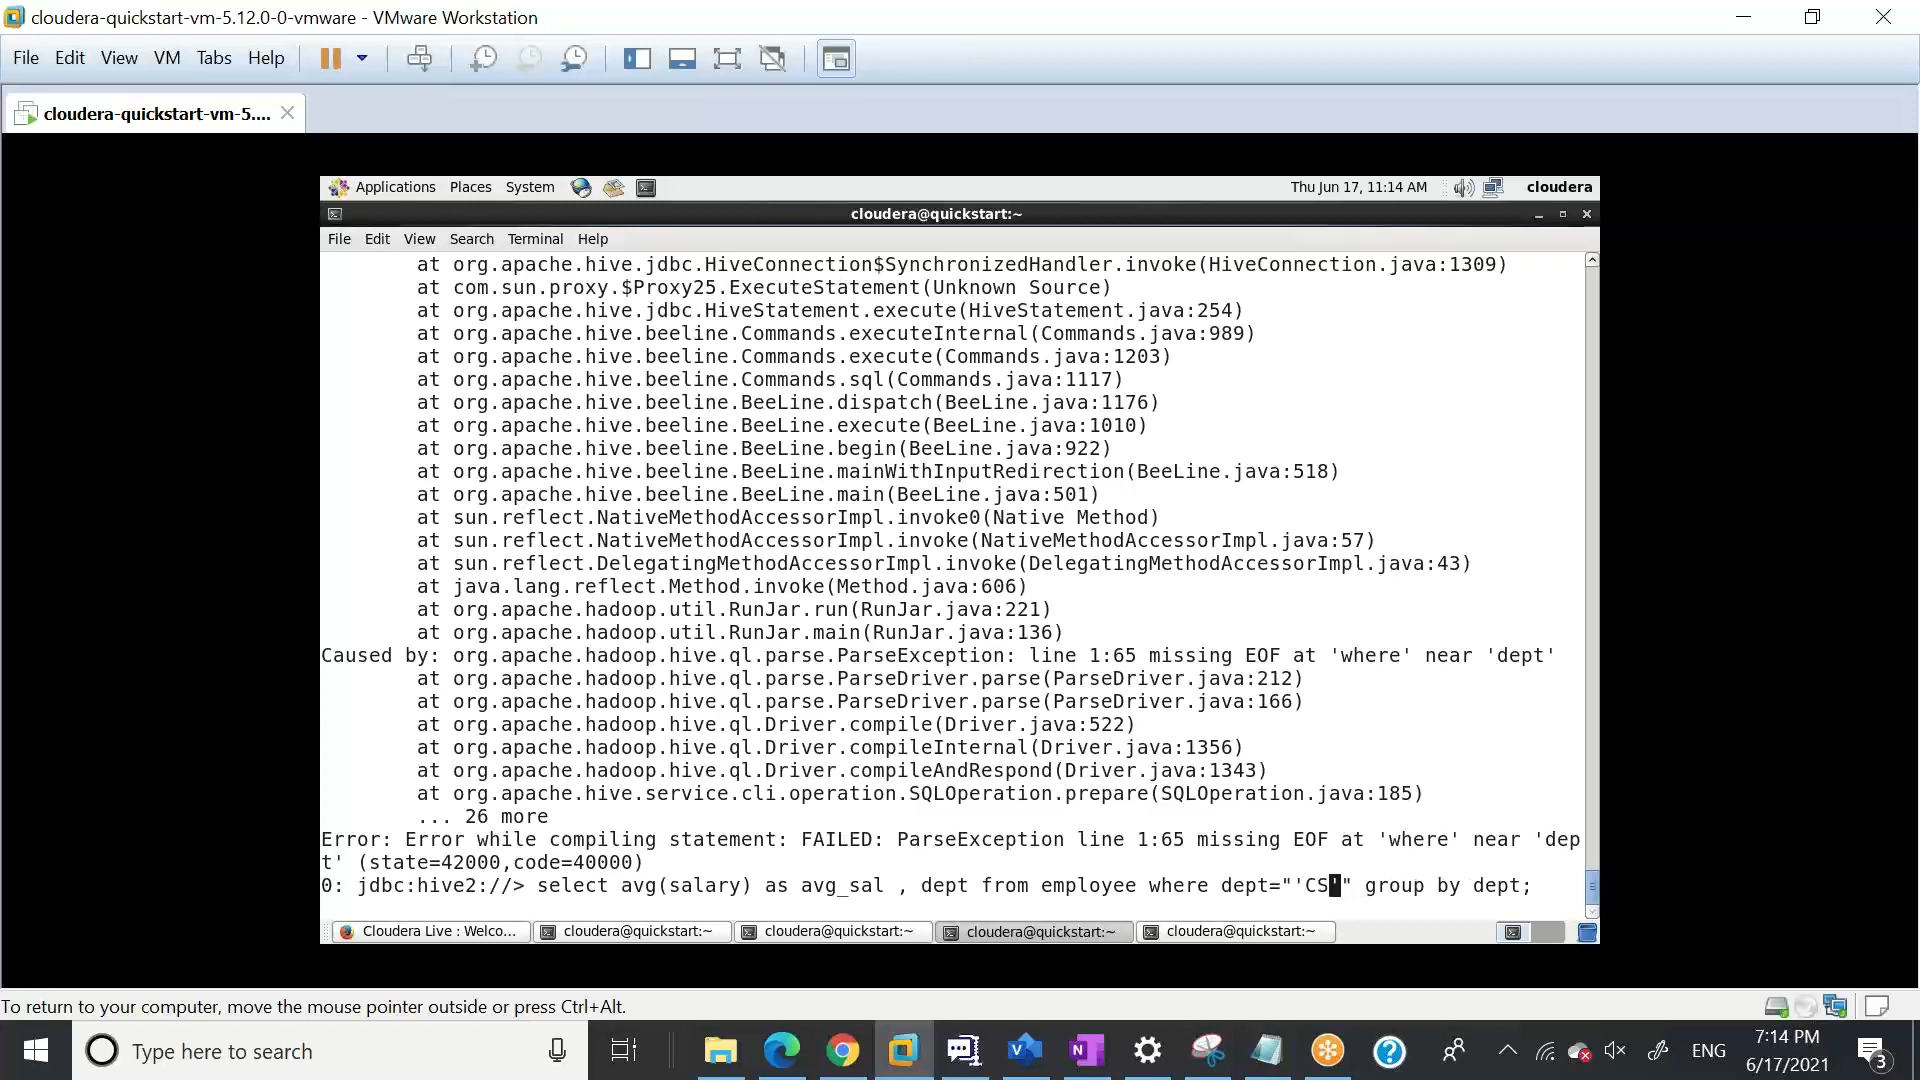 cloudera-quickstart-vm-5.12.0-0-vmware - VMware Workstation
File Edit View VM Tabs Help
cloudera-quickstart-vm-5....
Applications Places System Thu Jun 17, 11:14 AM cloudera
cloudera@quickstart:~
File Edit View Search Terminal Help
at org.apache.hive.jdbc.HiveConnection$SynchronizedHandler.invoke(HiveConnection.java:1309)
at com.sun.proxy.$Proxy25.ExecuteStatement(Unknown Source)
at org.apache.hive.jdbc.HiveStatement.execute(HiveStatement.java:254)
at org.apache.hive.beeline.Commands.executeInternal(Commands.java:989)
at org.apache.hive.beeline.Commands.execute(Commands.java:1203)
at org.apache.hive.beeline.Commands.sql(Commands.java:1117)
at org.apache.hive.beeline.BeeLine.dispatch(BeeLine.java:1176)
at org.apache.hive.beeline.BeeLine.execute(BeeLine.java:1010)
at org.apache.hive.beeline.BeeLine.begin(BeeLine.java:922)
at org.apache.hive.beeline.BeeLine.mainWithInputRedirection(BeeLine.java:518)
at org.apache.hive.beeline.BeeLine.main(BeeLine.java:501)
at sun.reflect.NativeMethodAccessorImpl.invoke0(Native Method)
at sun.reflect.NativeMethodAccessorImpl.invoke(NativeMethodAccessorImpl.java:57)
at sun.reflect.DelegatingMethodAccessorImpl.invoke(DelegatingMethodAccessorImpl.java:43)
at java.lang.reflect.Method.invoke(Method.java:606)
at org.apache.hadoop.util.RunJar.run(RunJar.java:221)
at org.apache.hadoop.util.RunJar.main(RunJar.java:136)
Caused by: org.apache.hadoop.hive.ql.parse.ParseException: line 1:65 missing EOF at 'where' near 'dept'
at org.apache.hadoop.hive.ql.parse.ParseDriver.parse(ParseDriver.java:212)
at org.apache.hadoop.hive.ql.parse.ParseDriver.parse(ParseDriver.java:166)
at org.apache.hadoop.hive.ql.Driver.compile(Driver.java:522)
at org.apache.hadoop.hive.ql.Driver.compileInternal(Driver.java:1356)
at org.apache.hadoop.hive.ql.Driver.compileAndRespond(Driver.java:1343)
at org.apache.hive.service.cli.operation.SQLOperation.prepare(SQLOperation.java:185)
... 26 more
Error: Error while compiling statement: FAILED: ParseException line 1:65 missing EOF at 'where' near 'dep
t' (state=42000,code=40000)
0: jdbc:hive2://> select avg(salary) as avg_sal , dept from employee where dept="'CS'" group by dept;
Cloudera Live : Welco... cloudera@quickstart:~ cloudera@quickstart:~ cloudera@quickstart:~ cloudera@quickstart:~
To return to your computer, move the mouse pointer outside or press Ctrl+Alt.
Type here to search
ENG
7:14 PM
6/17/2021
3